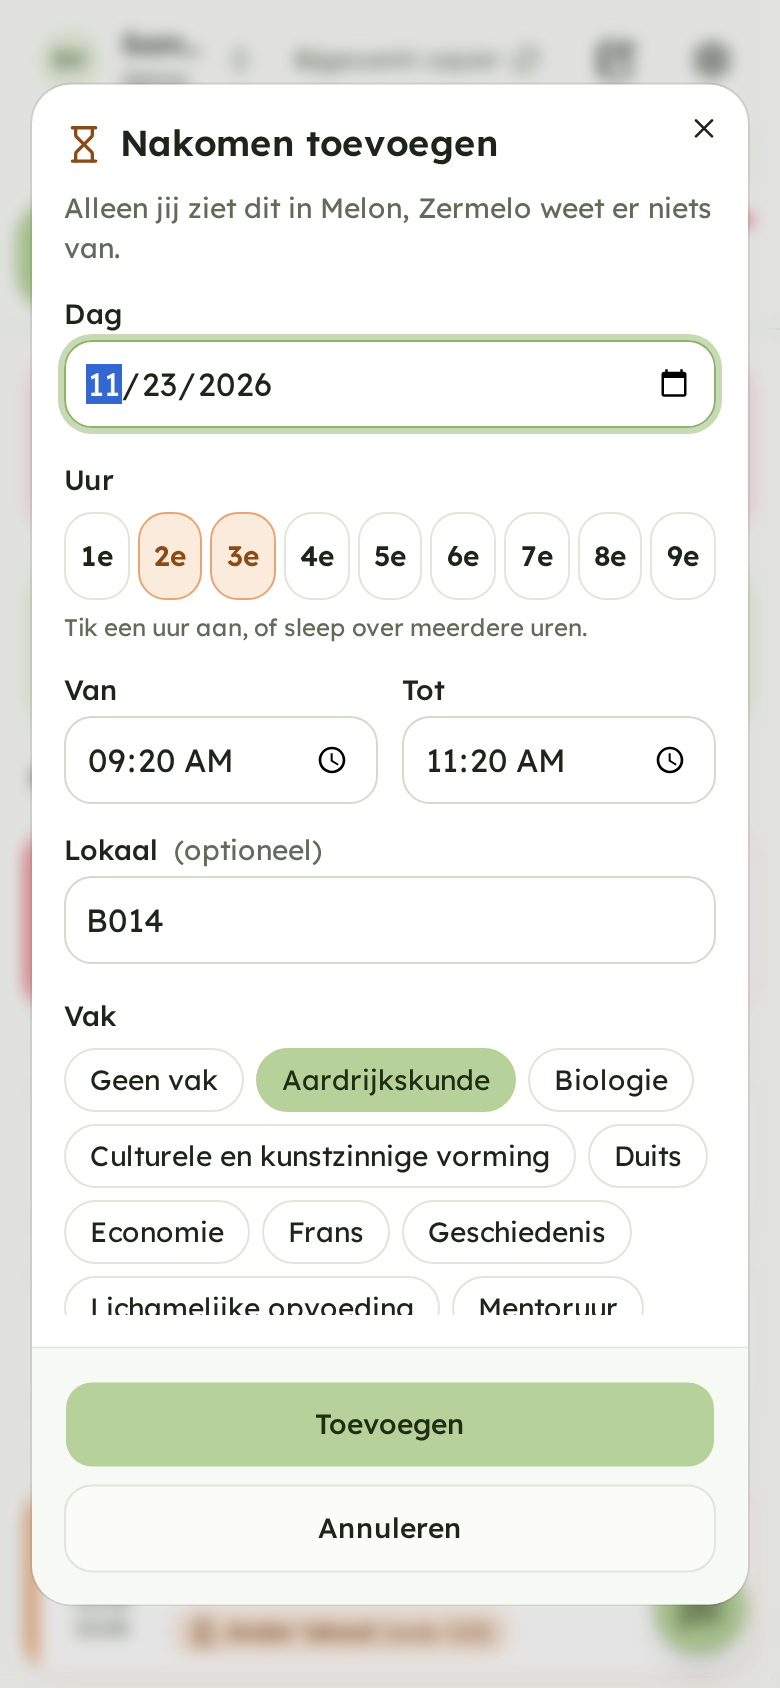 Nakomen toevoegen
Alleen jij ziet dit in Melon, Zermelo weet er niets
van.
Dag
11/23/2026
Uur
1e 2e 3e 4e 5e 6e 7e 8e 9e
Tik een uur aan, of sleep over meerdere uren.
Van Tot
09:20 AM 11:20 AM
Lokaal (optioneel)
B014
Vak
Geen vak Aardrijkskunde Biologie
Culturele en kunstzinnige vorming Duits
Economie Frans Geschiedenis
Lichamelijke opvoeding Mentoruur
Toevoegen
Annuleren